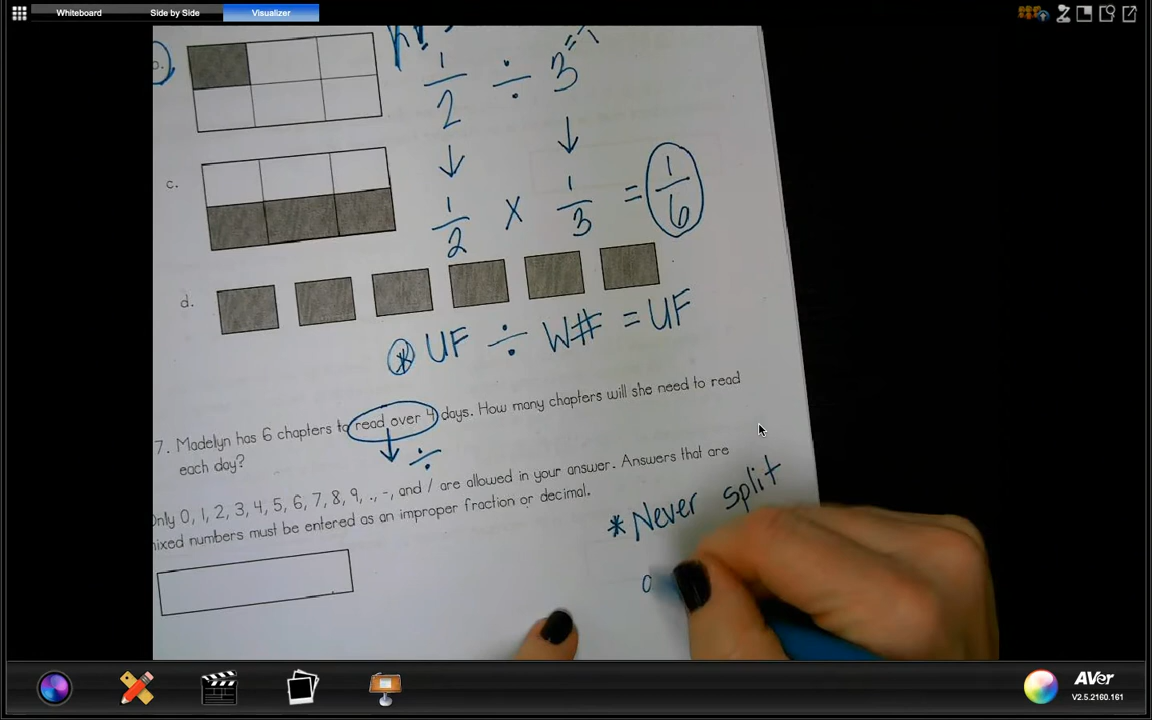 Whiteboard Side by Side Visualizer
b.
1/2 ÷ 3
c.
1/2 X 1/3 = 1/6
d.
* UF ÷ W# = UF
7. Madelyn has 6 chapters to read over 4 days. How many chapters will she need to read
each day?
÷
Only 0, 1, 2, 3, 4, 5, 6, 7, 8, 9, ., -, and / are allowed in your answer. Answers that are
mixed numbers must be entered as an improper fraction or decimal.
* Never split
AVer
V2.5.2160.161